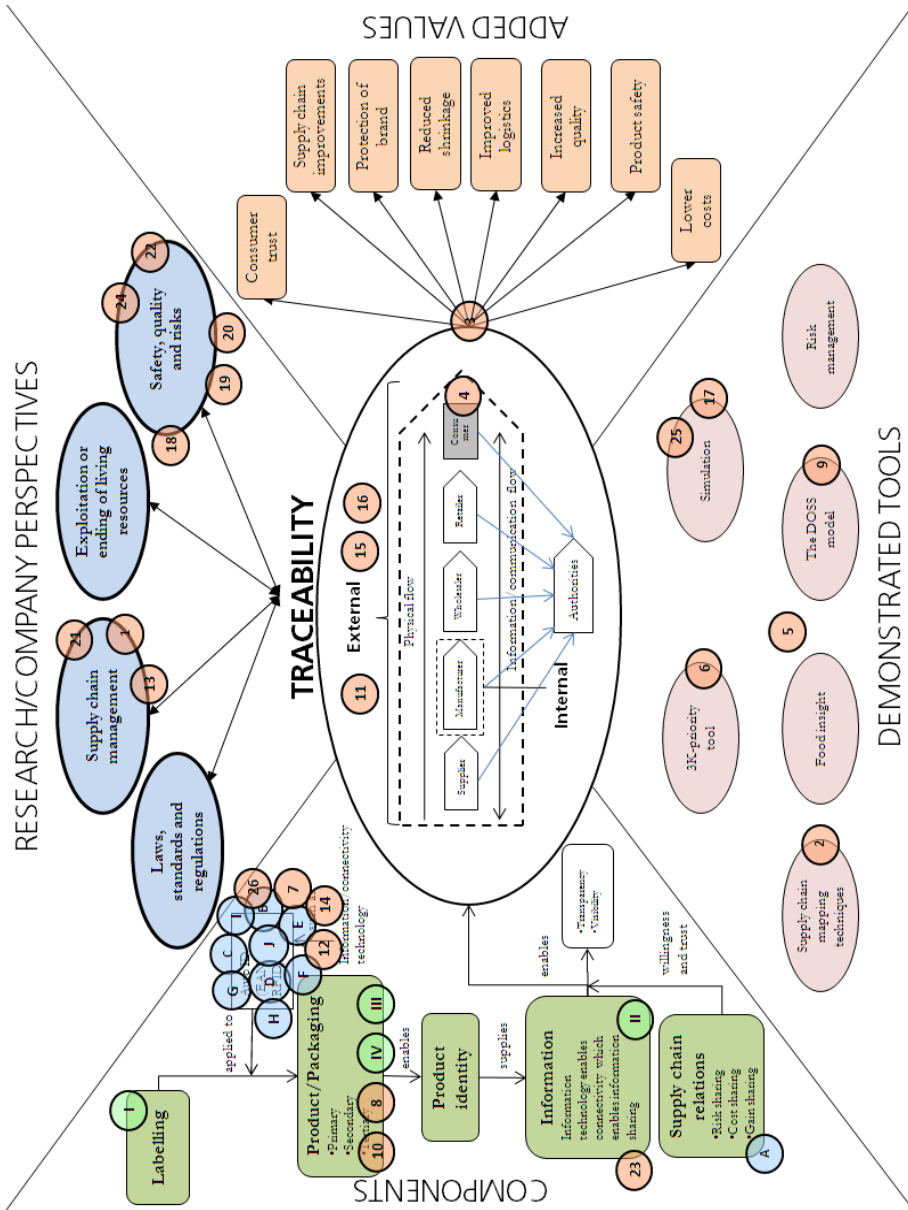 RESEARCH/COMPANY PERSPECTIVES
Laws,
standards and
regulations
Supply chain
management
21
1
13
Exploitation or
ending of living
resources
Safety, quality
and risks
18
19
20
24
22
COMPONENTS
Labelling
I
applied to
G
C
I
B
26
H
D
J
E
7
F
12
14
Information/connectivity
technology
Product/Packaging
•Primary
•Secondary
10
8
IV
III
enables
Product
identity
supplies
Information
Information
technology enables
connectivity which
enables information
sharing
23
II
Supply chain
relations
•Risk sharing
•Cost sharing
•Gain sharing
A
enables
•Transparency
•Visibility
willingness
and trust
TRACEABILITY
External
11
15
16
Physical flow
Supplier
Manufacturer
Wholesaler
Retailer
Consu
mer
4
Information/communication flow
Authorities
Internal
3
ADDED VALUES
Consumer
trust
Supply chain
improvements
Protection of
brand
Reduced
shrinkage
Improved
logistics
Increased
quality
Product safety
Lower
costs
3K-priority
tool
6
Simulation
25
17
Supply chain
mapping
techniques
2
Food insight
5
The DOSS
model
9
Risk
management
DEMONSTRATED TOOLS